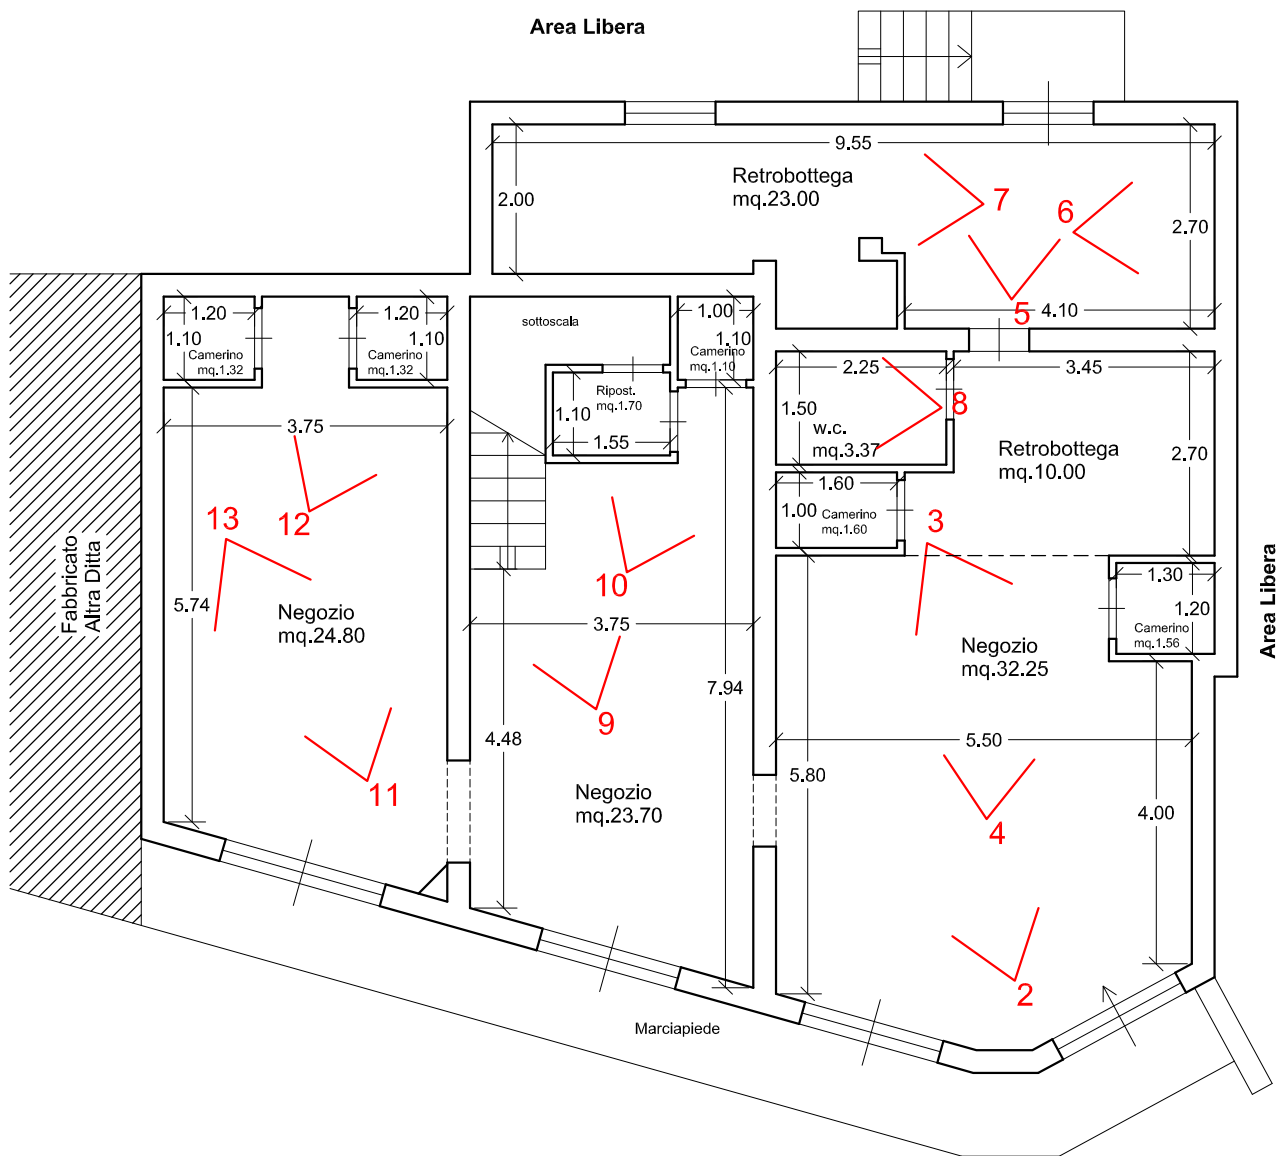 Area Libera
9.55
Retrobottega
mq.23.00
2.00
7
6
2.70
5
4.10
1.20
1.10
Camerino
mq.1.32
1.20
1.10
Camerino
mq.1.32
sottoscala
1.00
1.10
Camerino
mq.1.10
Ripost.
mq.1.70
1.10
1.55
2.25
1.50
w.c.
mq.3.37
8
3.45
Retrobottega
mq.10.00
2.70
3.75
1.60
1.00
Camerino
mq.1.60
3
13
12
10
Fabbricato
Altra Ditta
5.74
Negozio
mq.24.80
3.75
1.30
1.20
Camerino
mq.1.56
Area Libera
Negozio
mq.32.25
9
7.94
4.48
5.50
11
Negozio
mq.23.70
5.80
4
4.00
2
Marciapiede